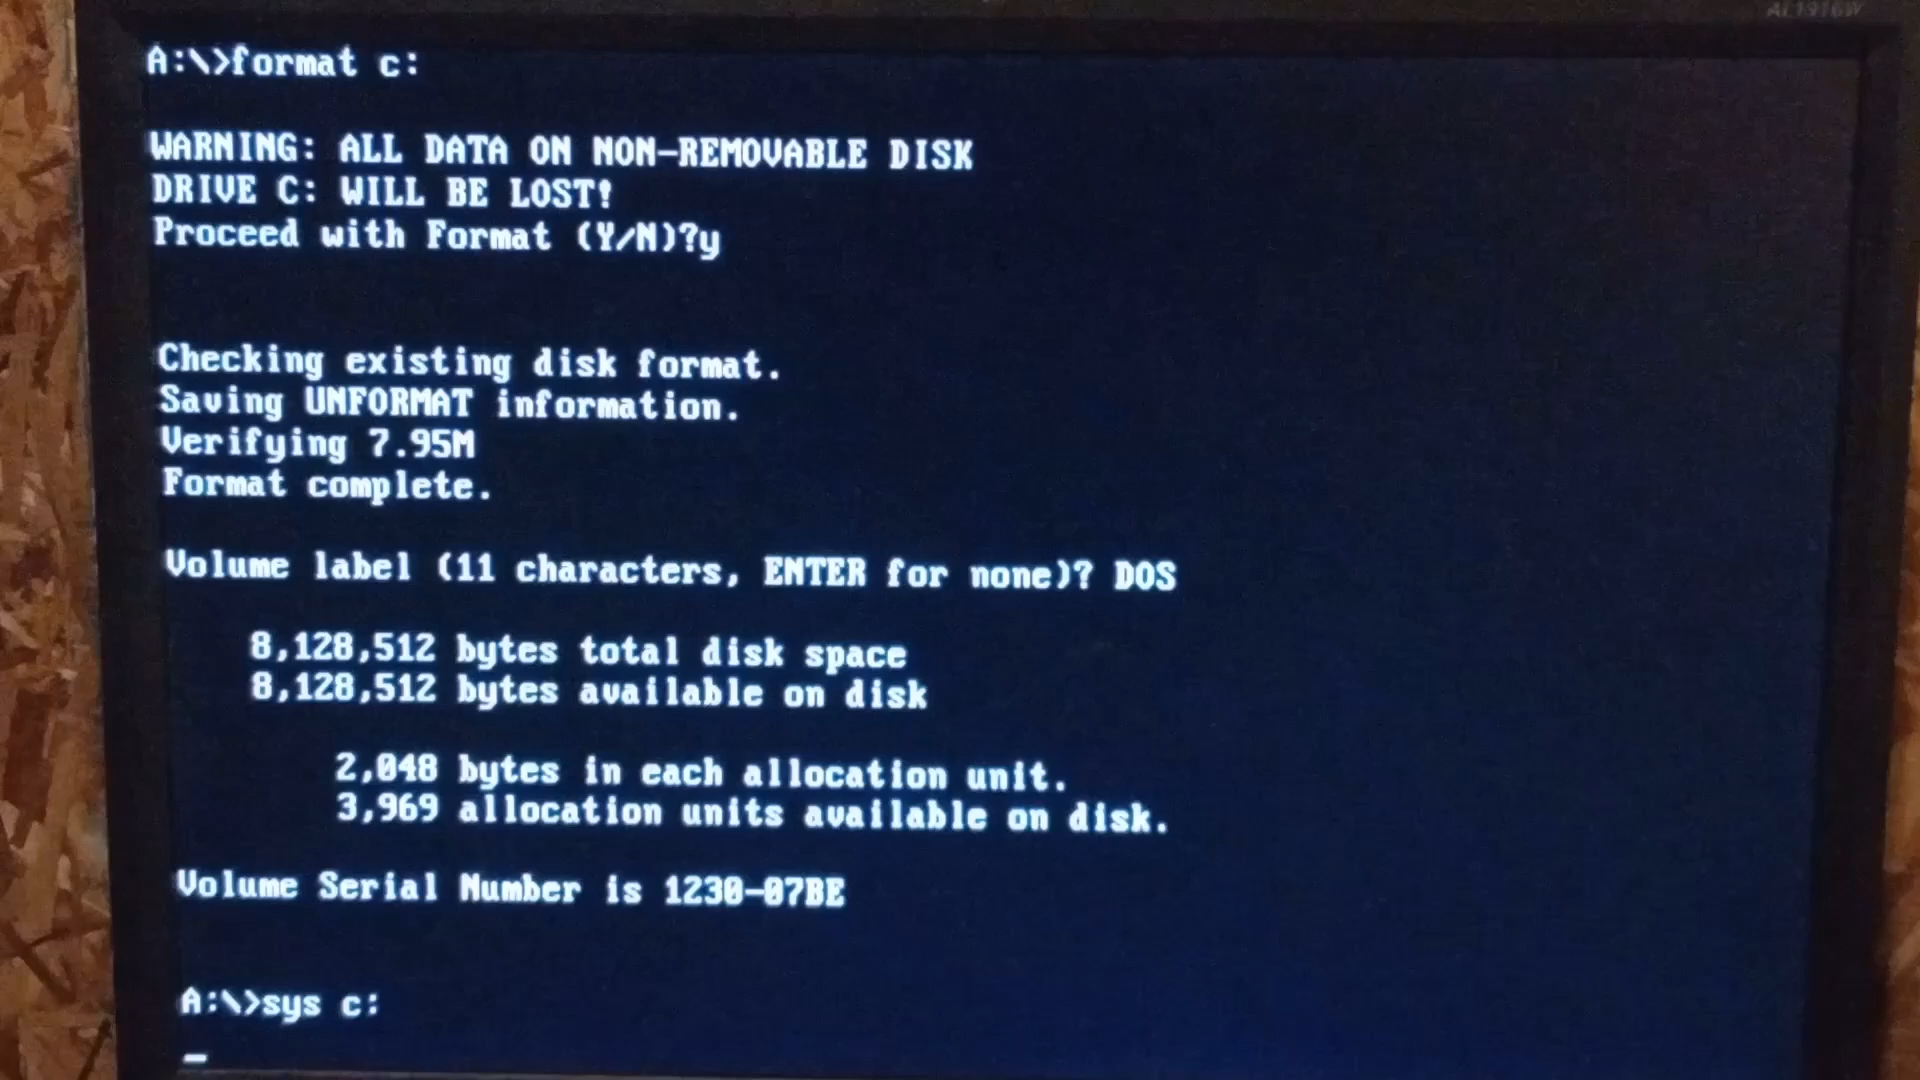 AL1916W
A:\>format c:
WARNING: ALL DATA ON NON-REMOVABLE DISK
DRIVE C: WILL BE LOST!
Proceed with Format (Y/N)?y
Checking existing disk format.
Saving UNFORMAT information.
Verifying 7.95M
Format complete.
Volume label (11 characters, ENTER for none)? DOS
8,128,512 bytes total disk space
8,128,512 bytes available on disk
2,048 bytes in each allocation unit.
3,969 allocation units available on disk.
Volume Serial Number is 1230-07BE
A:\>sys c: